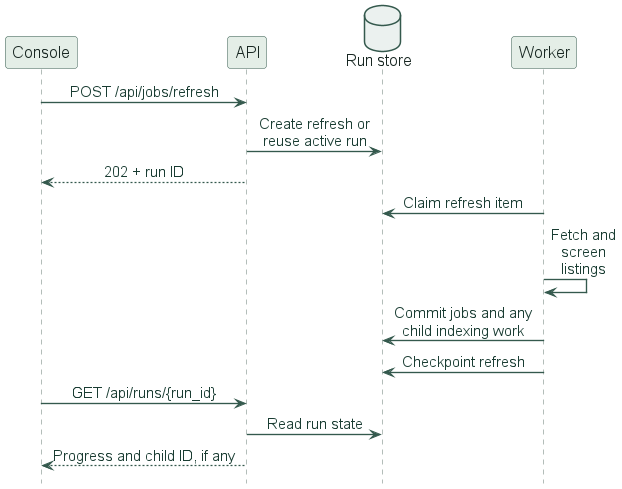 Console
API
Run store
Worker
POST /api/jobs/refresh
Create refresh or
reuse active run
202 + run ID
Claim refresh item
Fetch and
screen
listings
Commit jobs and any
child indexing work
Checkpoint refresh
GET /api/runs/{run_id}
Read run state
Progress and child ID, if any